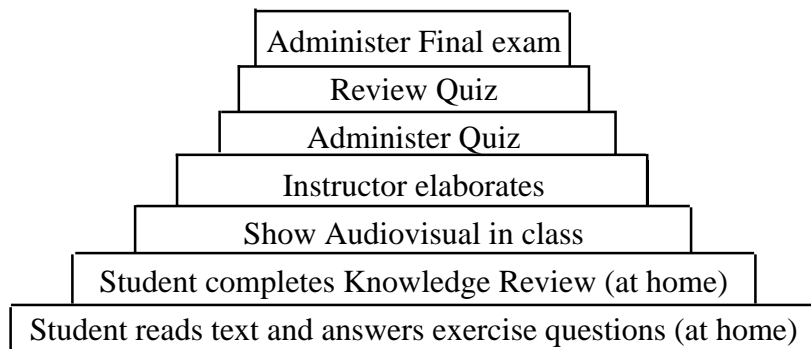 Administer Final exam
Review Quiz
Administer Quiz
Instructor elaborates
Show Audiovisual in class
Student completes Knowledge Review (at home)
Student reads text and answers exercise questions (at home)